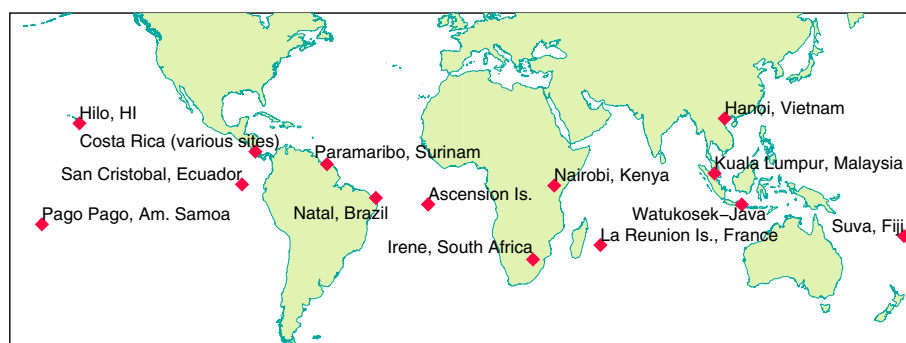 Hilo, HI
Hanoi, Vietnam
Costa Rica (various sites)
Paramaribo, Surinam
Kuala Lumpur, Malaysia
San Cristobal, Ecuador
Nairobi, Kenya
Ascension Is.
Pago Pago, Am. Samoa
Natal, Brazil
Watukosek−Java
Suva, Fiji
La Reunion Is., France
Irene, South Africa